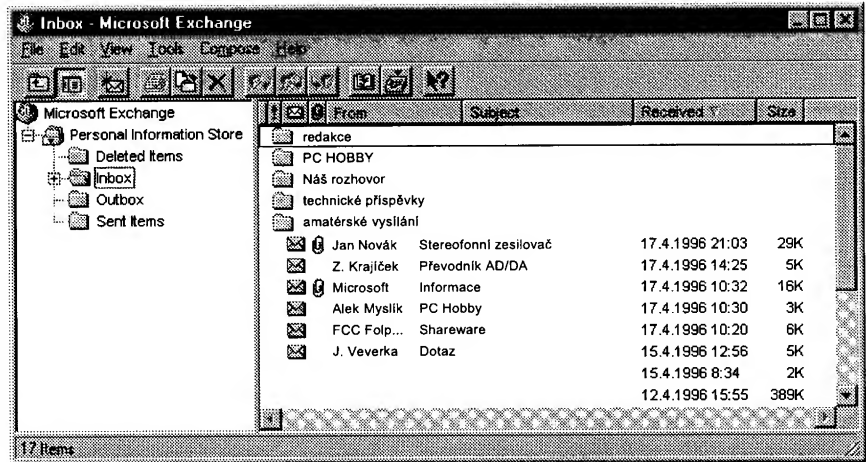 Inbox - Microsoft Exchange
File Edit View Tools Compose Help
Microsoft Exchange
Personal Information Store
Deleted Items
Inbox
Outbox
Sent Items
From Subject Received Size
redakce
PC HOBBY
Náš rozhovor
technické příspěvky
amatérské vysílání
Jan Novák Stereofonní zesilovač 17.4.1996 21:03 29K
Z. Krajíček Převodník AD/DA 17.4.1996 14:25 5K
Microsoft Informace 17.4.1996 10:32 16K
Alek Myslík PC Hobby 17.4.1996 10:30 3K
FCC Folp... Shareware 17.4.1996 10:20 6K
J. Veverka Dotaz 15.4.1996 12:56 5K
15.4.1996 8:34 2K
12.4.1996 15:55 389K
17 Items